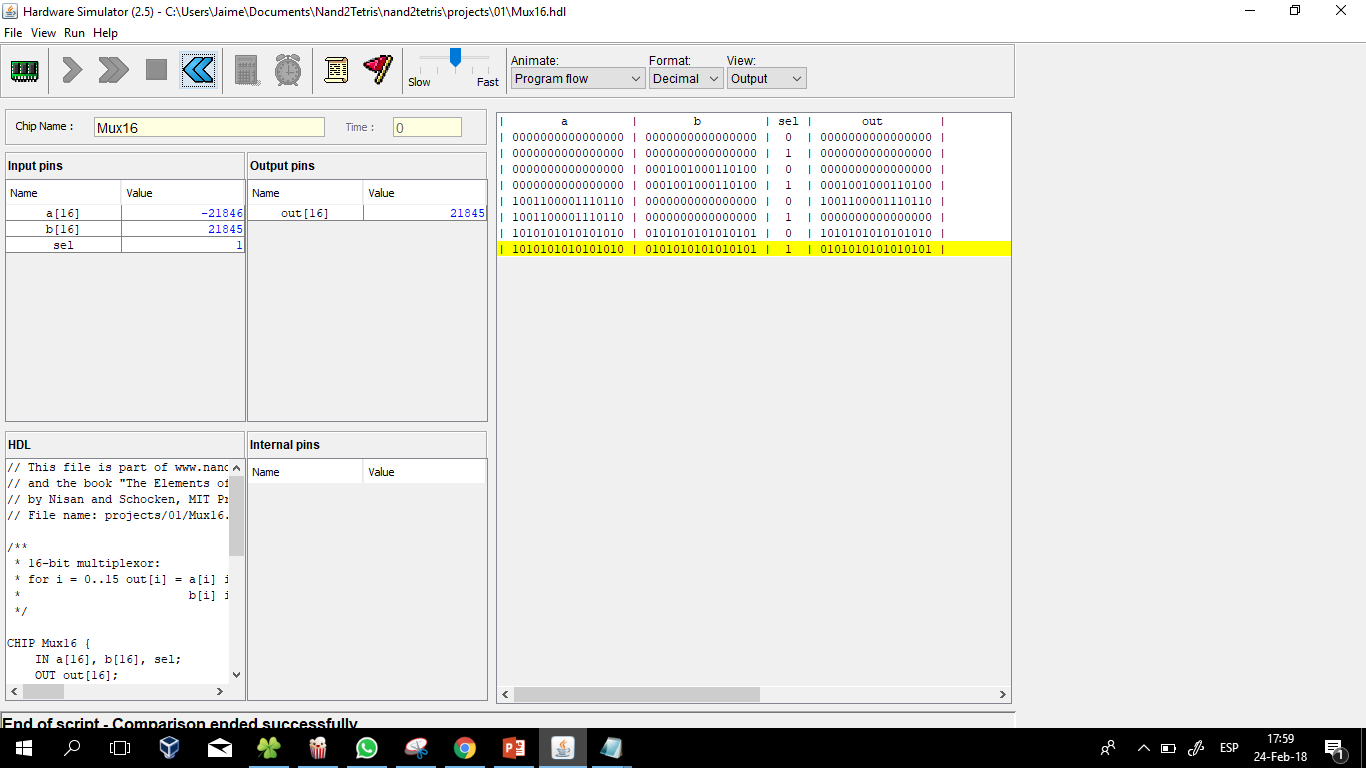 Hardware Simulator (2.5) - C:\Users\Jaime\Documents\Nand2Tetris\nand2tetris\projects\01\Mux16.hdl
File View Run Help
Slow Fast
Animate:
Program flow
Format:
Decimal
View:
Output
Chip Name :
Mux16
Time :
0
Input pins
Name Value
a[16] -21846
b[16] 21845
sel 1
Output pins
Name Value
out[16] 21845
HDL
// This file is part of www.nand
// and the book "The Elements of
// by Nisan and Schocken, MIT Pr
// File name: projects/01/Mux16.
/**
* 16-bit multiplexor:
* for i = 0..15 out[i] = a[i] i
* b[i] i
*/
CHIP Mux16 {
IN a[16], b[16], sel;
OUT out[16];
Internal pins
Name Value
| a | b | sel | out |
| 0000000000000000 | 0000000000000000 | 0 | 0000000000000000 |
| 0000000000000000 | 0000000000000000 | 1 | 0000000000000000 |
| 0000000000000000 | 0001001000110100 | 0 | 0000000000000000 |
| 0000000000000000 | 0001001000110100 | 1 | 0001001000110100 |
| 1001100001110110 | 0000000000000000 | 0 | 1001100001110110 |
| 1001100001110110 | 0000000000000000 | 1 | 0000000000000000 |
| 1010101010101010 | 0101010101010101 | 0 | 1010101010101010 |
| 1010101010101010 | 0101010101010101 | 1 | 0101010101010101 |
End of script - Comparison ended successfully
ESP
17:59
24-Feb-18
1